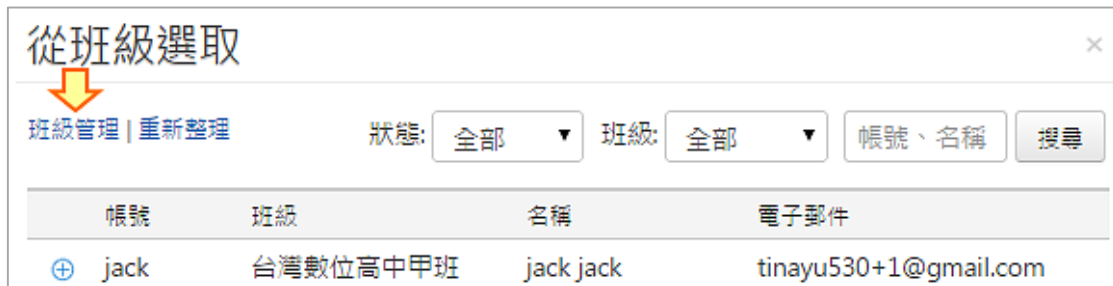 從班級選取
班級管理 | 重新整理 狀態: 全部 班級: 全部 帳號、名稱 搜尋
帳號 班級 名稱 電子郵件
jack 台灣數位高中甲班 jack jack tinayu530+1@gmail.com